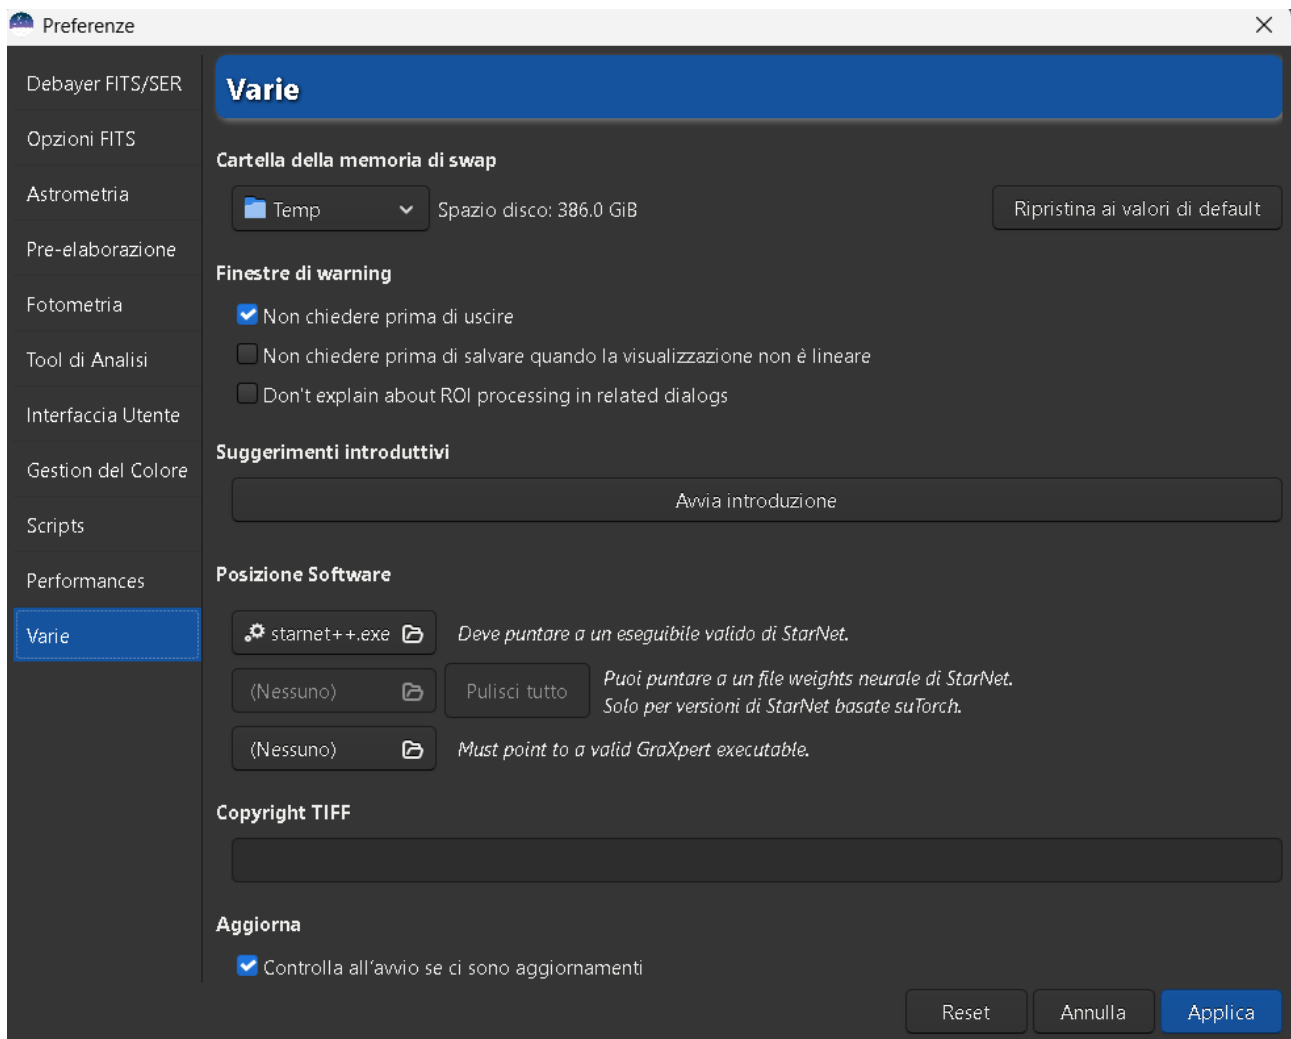 Preferenze
Debayer FITS/SER
Opzioni FITS
Astrometria
Pre-elaborazione
Fotometria
Tool di Analisi
Interfaccia Utente
Gestion del Colore
Scripts
Performances
Varie
Varie
Cartella della memoria di swap
Temp Spazio disco: 386.0 GiB Ripristina ai valori di default
Finestre di warning
Non chiedere prima di uscire
Non chiedere prima di salvare quando la visualizzazione non è lineare
Don't explain about ROI processing in related dialogs
Suggerimenti introduttivi
Avvia introduzione
Posizione Software
starnet++.exe Deve puntare a un eseguibile valido di StarNet.
(Nessuno) Pulisci tutto Puoi puntare a un file weights neurale di StarNet.
Solo per versioni di StarNet basate suTorch.
(Nessuno) Must point to a valid GraXpert executable.
Copyright TIFF
Aggiorna
Controlla all'avvio se ci sono aggiornamenti
Reset Annulla Applica